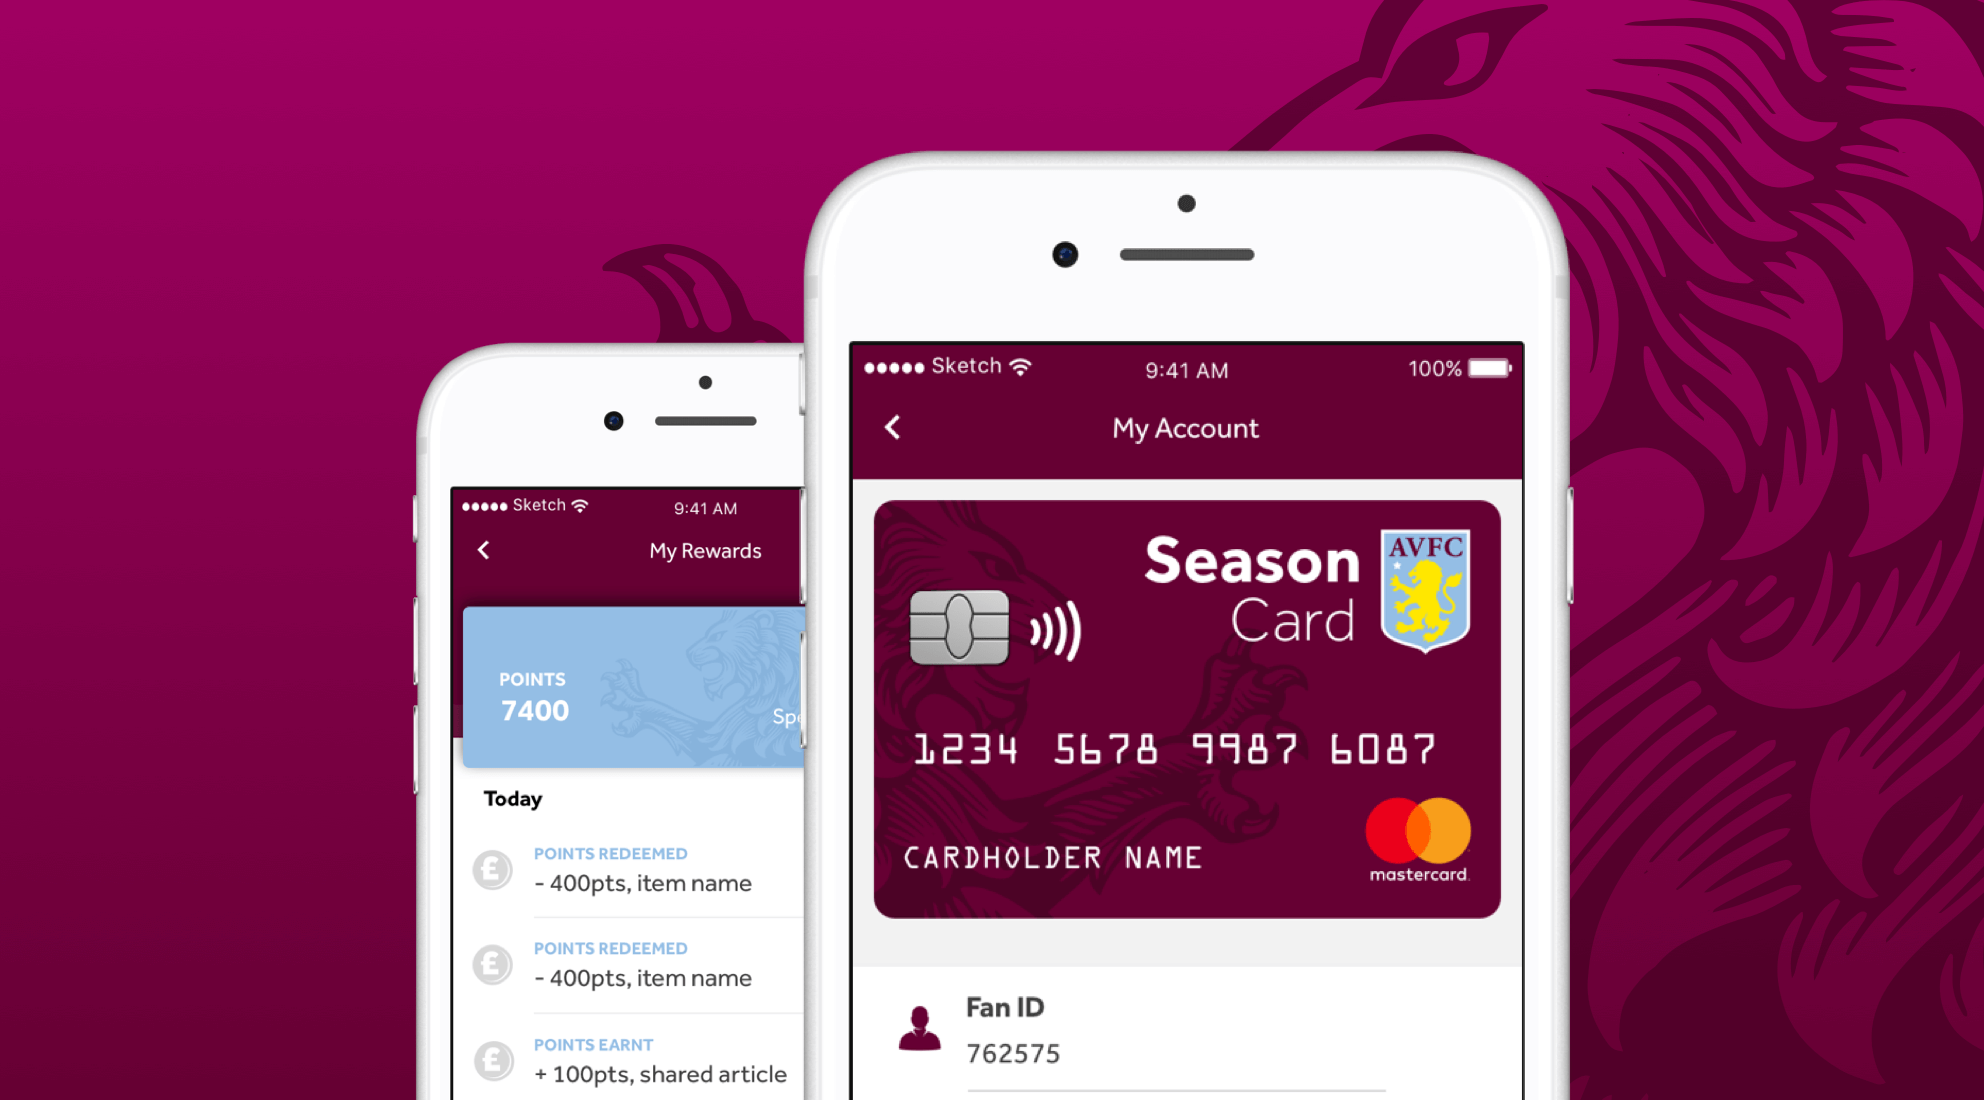 Sketch
9:41 AM
My Rewards
POINTS
7400
Today
POINTS REDEEMED
- 400pts, item name
POINTS REDEEMED
- 400pts, item name
POINTS EARNT
+ 100pts, shared article
Sketch
9:41 AM
100%
My Account
Season
Card
AVFC
1234 5678 9987 6087
CARDHOLDER NAME
mastercard.
Fan ID
762575